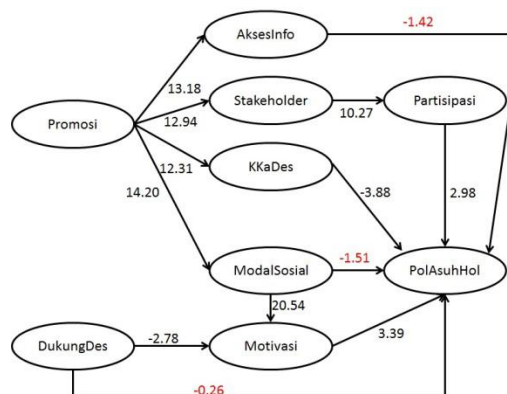 -1.42
AksesInfo
13.18
Stakeholder
10.27
Partisipasi
Promosi
12.94
12.31
KKaDes
14.20
-3.88
2.98
ModalSosial
-1.51
PolAsuhHol
20.54
DukungDes
-2.78
Motivasi
3.39
-0.26